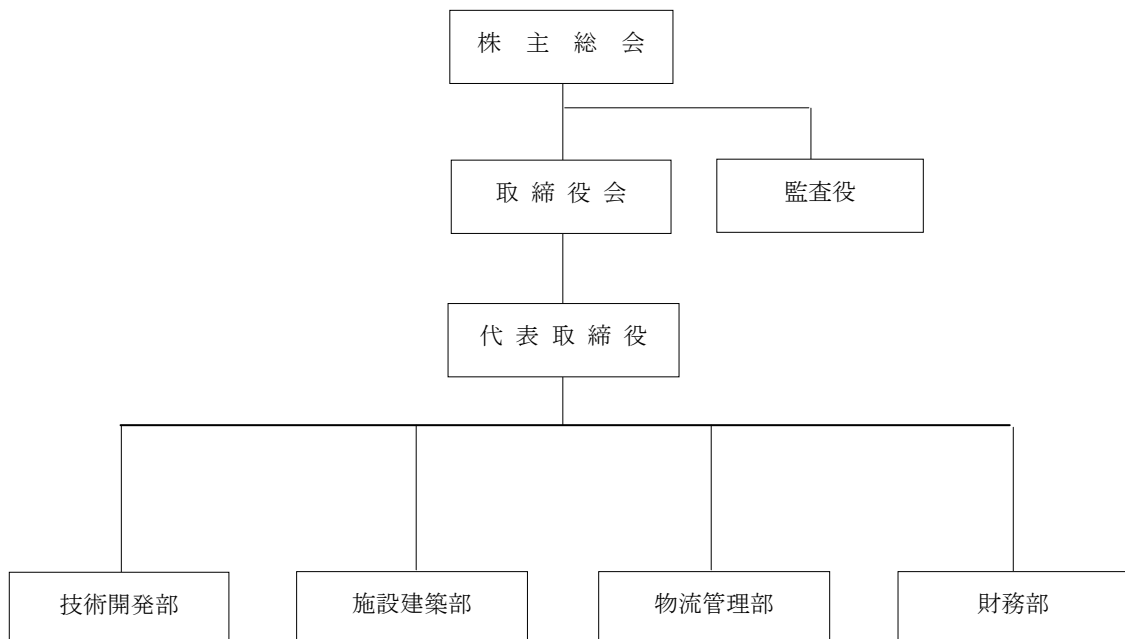 株主総会
取締役会
監査役
代表取締役
技術開発部
施設建築部
物流管理部
財務部